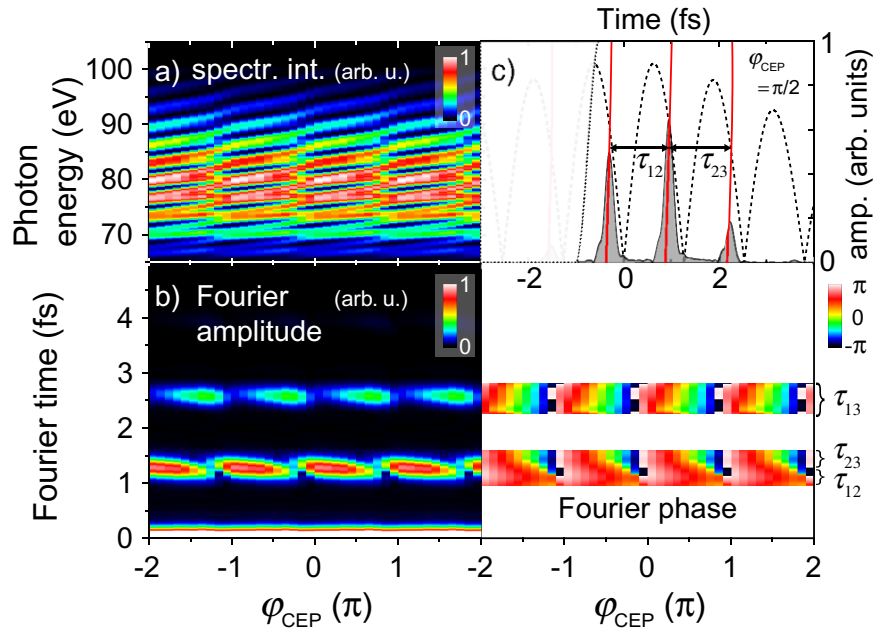 Time (fs)
a) spectr. int. (arb. u.)
1
0
c)
φCEP
= π/2
τ12
τ23
1
0
amp. (arb. units)
-2
0
2
Photon
energy (eV)
100
90
80
70
b) Fourier
amplitude
(arb. u.)
1
0
π
0
-π
Fourier time (fs)
4
3
2
1
0
τ13
τ23
τ12
Fourier phase
-2
-1
0
1
-2
-1
0
1
2
φCEP (π)
φCEP (π)